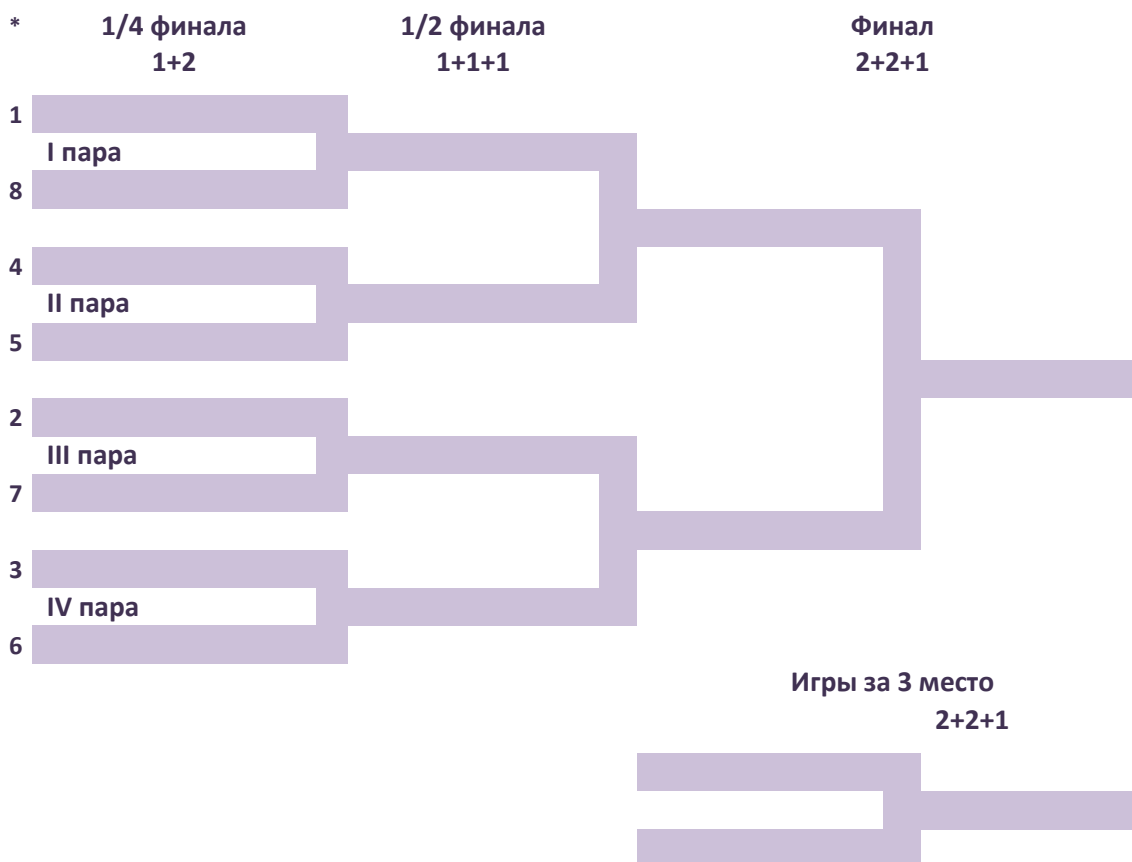 * 1/4 финала 1/2 финала Финал
1+2 1+1+1 2+2+1
1
I пара
8
4
II пара
5
2
III пара
7
3
IV пара
6
Игры за 3 место
2+2+1